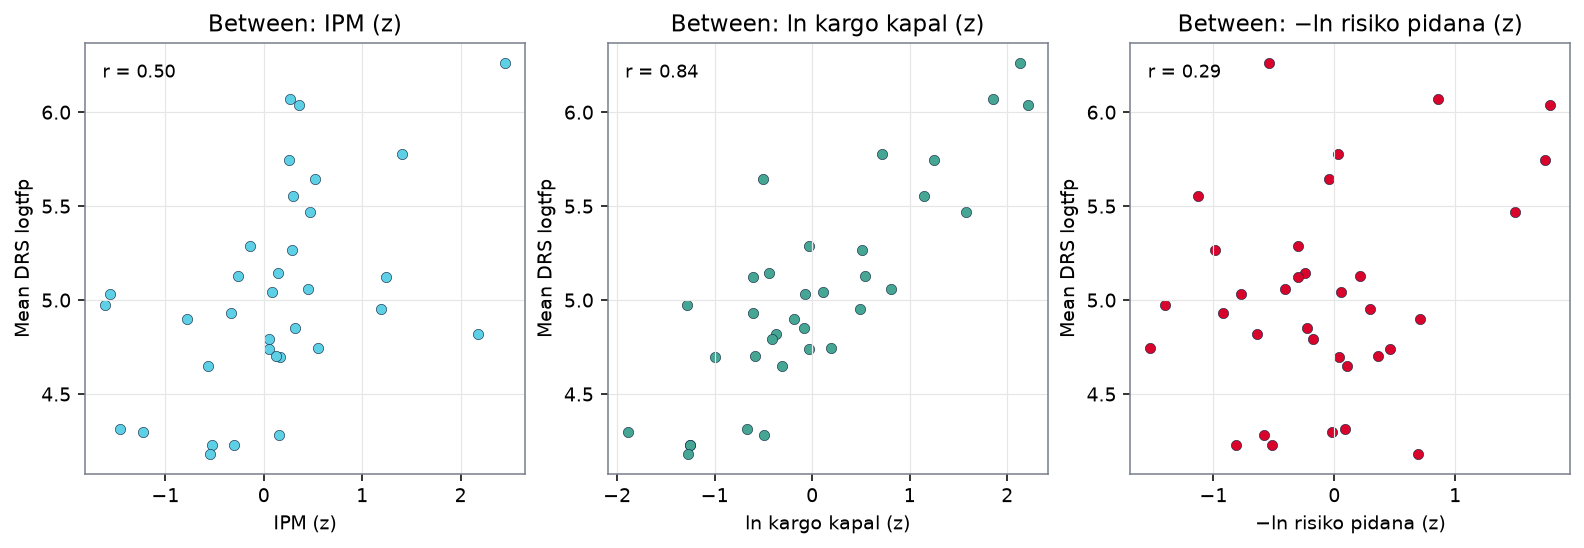 Between: IPM (z)
r = 0.50
6.0
5.5
5.0
4.5
Mean DRS logtfp
−1
0
1
2
IPM (z)
Between: ln kargo kapal (z)
r = 0.84
6.0
5.5
5.0
4.5
Mean DRS logtfp
−2
−1
0
1
2
ln kargo kapal (z)
Between: −ln risiko pidana (z)
r = 0.29
6.0
5.5
5.0
4.5
Mean DRS logtfp
−1
0
1
−ln risiko pidana (z)